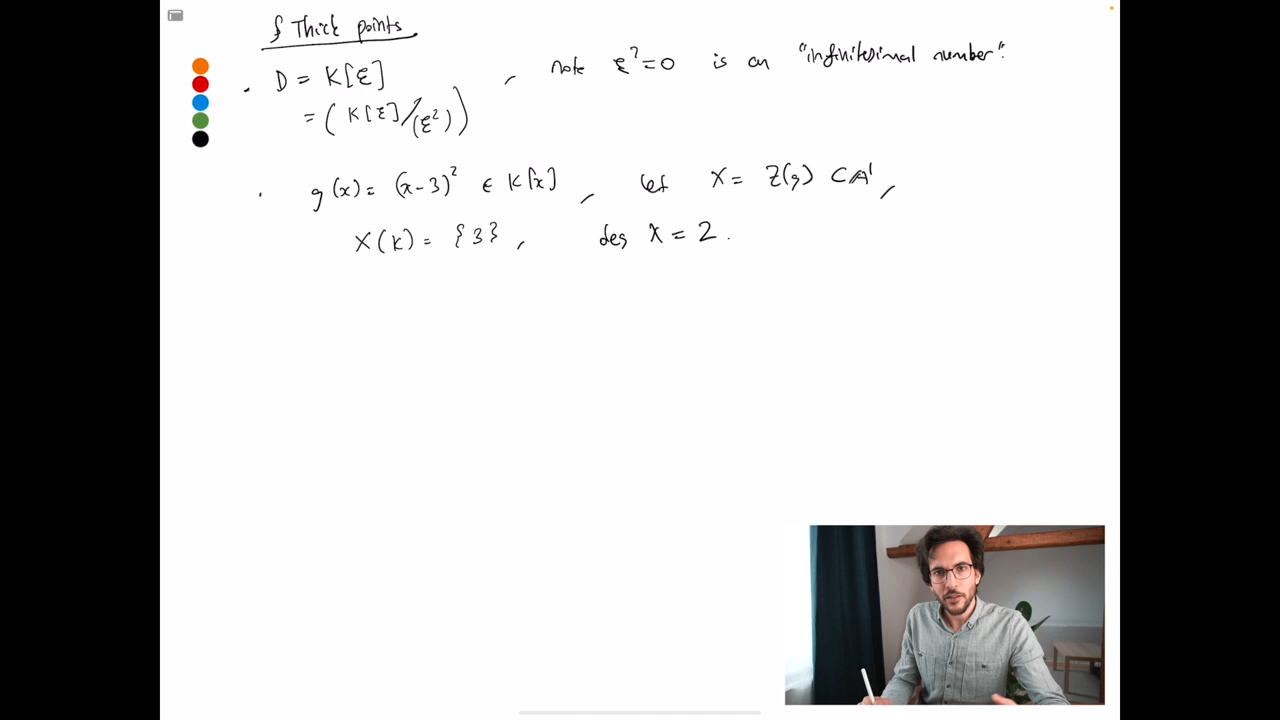 § Thick points
· D = K[ε] , note ε²=0 is an "infinitesimal number".
= ( K[ε]/(ε²) )
· g(x) = (x-3)² ∈ K[x] , let X = Z(g) ⊂ A¹ ,
X(K) = {3} , deg X = 2 .